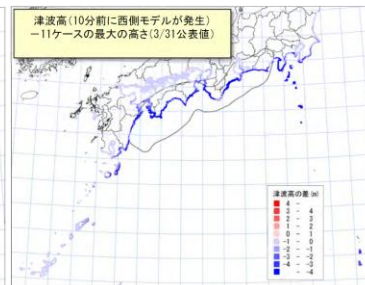 津波高(10分前に西側モデルが発生)
－11ケースの最大の高さ(3/31公表値)
津波高の差(m)
4 -
3 - 4
2 - 3
1 - 2
0 - 1
-1 - 0
-2 - -1
-3 - -2
-4 - -3
- -4